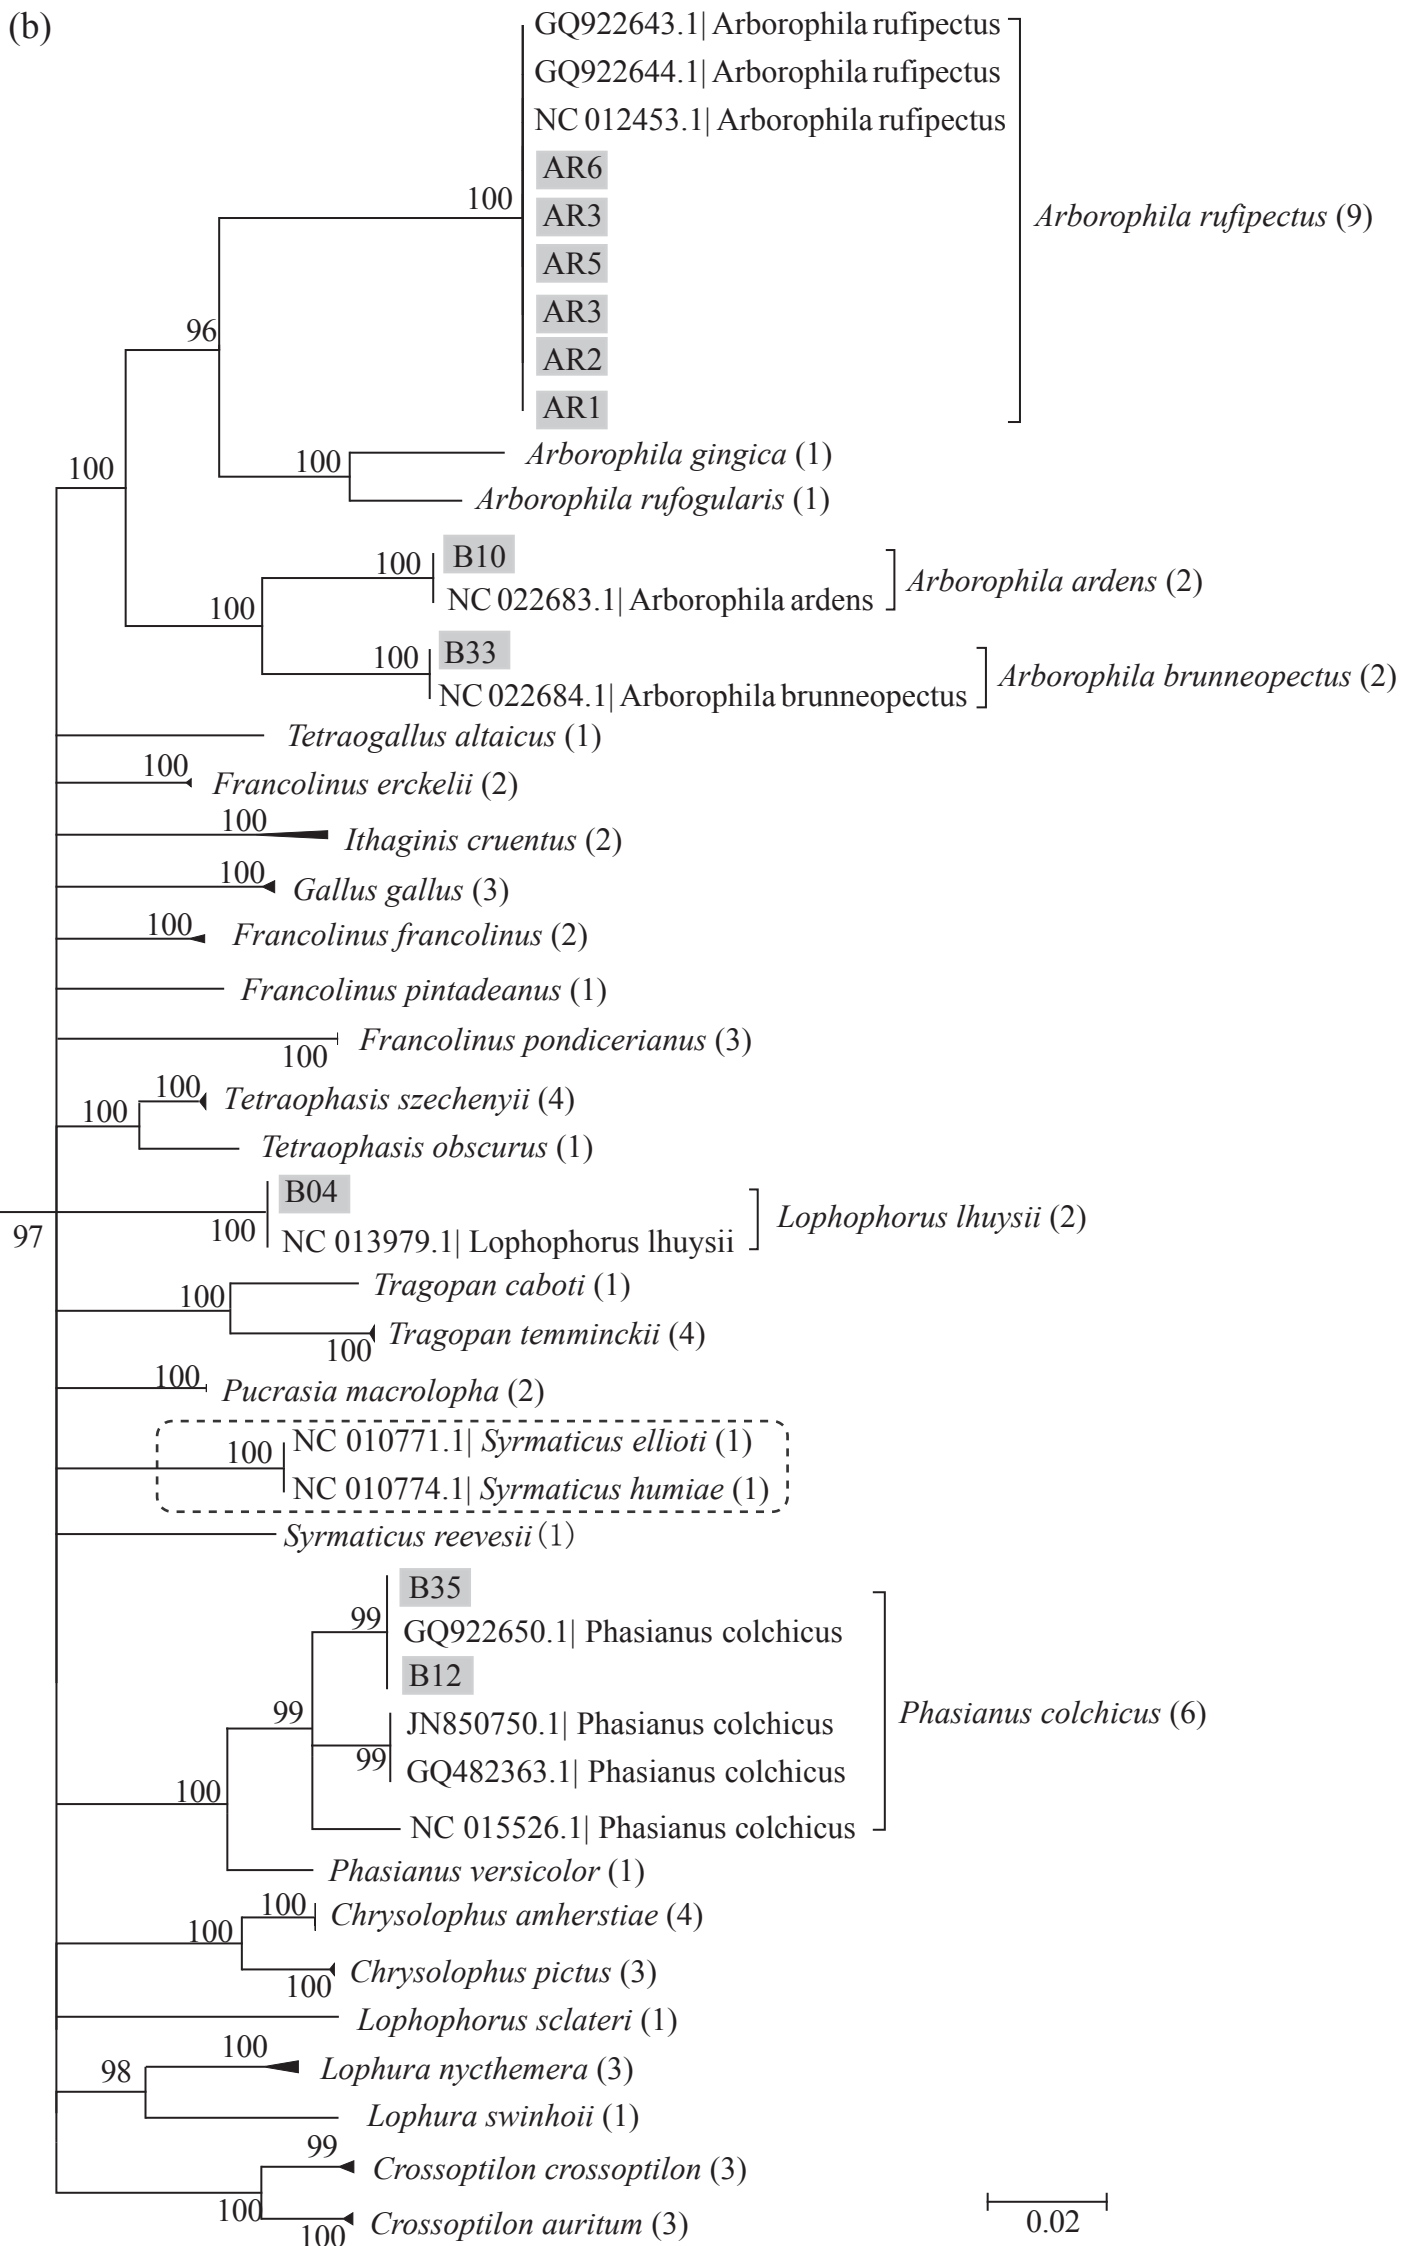 (b)
GQ922643.1| Arborophila rufipectus
GQ922644.1| Arborophila rufipectus
NC 012453.1| Arborophila rufipectus
AR6
100
AR3
Arborophila rufipectus (9)
AR5
AR3
96
AR2
AR1
Arborophila gingica (1)
100
100
Arborophila rufogularis (1)
B10
100
Arborophila ardens (2)
NC 022683.1| Arborophila ardens
100
B33
100
Arborophila brunneopectus (2)
NC 022684.1| Arborophila brunneopectus
Tetraogallus altaicus (1)
100
Francolinus erckelii (2)
100
Ithaginis cruentus (2)
100
Gallus gallus (3)
100
Francolinus francolinus (2)
Francolinus pintadeanus (1)
Francolinus pondicerianus (3)
100
100
Tetraophasis szechenyii (4)
100
Tetraophasis obscurus (1)
B04
Lophophorus lhuysii (2)
97
100
NC 013979.1| Lophophorus lhuysii
Tragopan caboti (1)
100
Tragopan temminckii (4)
100
100
Pucrasia macrolopha (2)
NC 010771.1| Syrmaticus ellioti (1)
100
NC 010774.1| Syrmaticus humiae (1)
Syrmaticus reevesii (1)
B35
99
GQ922650.1| Phasianus colchicus
B12
99
Phasianus colchicus (6)
JN850750.1| Phasianus colchicus
99
GQ482363.1| Phasianus colchicus
100
NC 015526.1| Phasianus colchicus
Phasianus versicolor (1)
100
Chrysolophus amherstiae (4)
100
Chrysolophus pictus (3)
100
Lophophorus sclateri (1)
100
98
Lophura nycthemera (3)
Lophura swinhoii (1)
99
Crossoptilon crossoptilon (3)
100
Crossoptilon auritum (3)
100
0.02